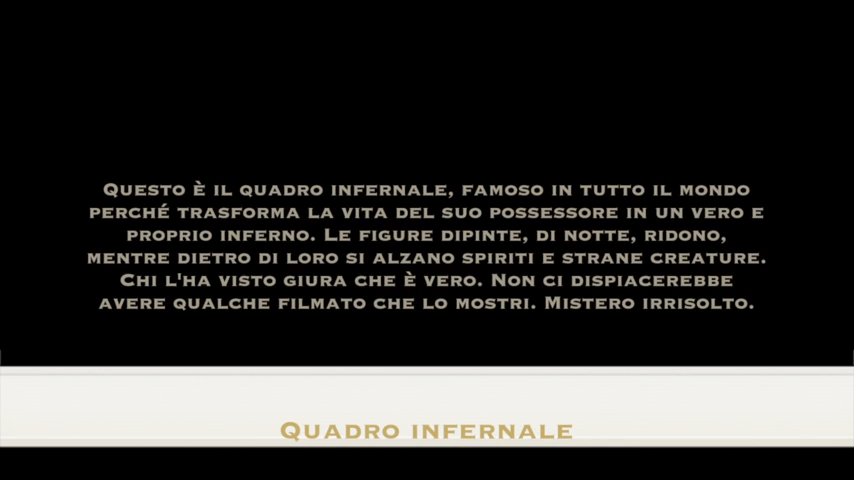 Questo è il quadro infernale, famoso in tutto il mondo
perché trasforma la vita del suo possessore in un vero e
proprio inferno. Le figure dipinte, di notte, ridono,
mentre dietro di loro si alzano spiriti e strane creature.
Chi l'ha visto giura che è vero. Non ci dispiacerebbe
avere qualche filmato che lo mostri. Mistero irrisolto.
Quadro infernale